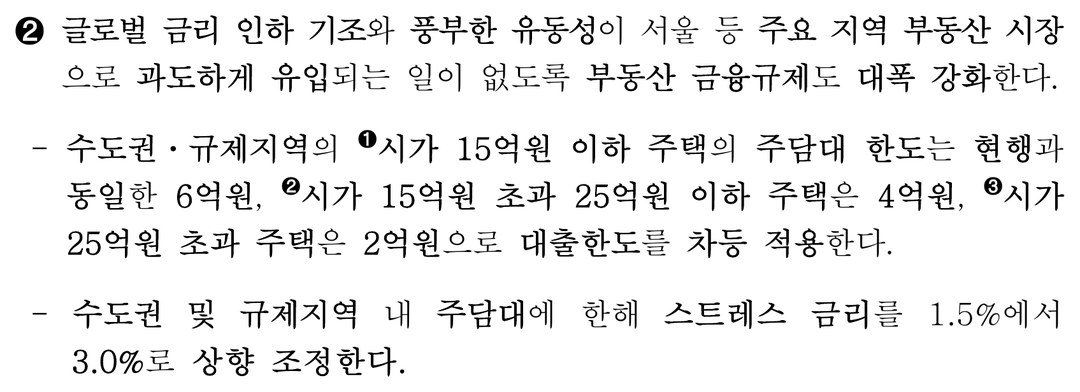 ❷ 글로벌 금리 인하 기조와 풍부한 유동성이 서울 등 주요 지역 부동산 시장
으로 과도하게 유입되는 일이 없도록 부동산 금융규제도 대폭 강화한다.
- 수도권·규제지역의 ❶시가 15억원 이하 주택의 주담대 한도는 현행과
동일한 6억원, ❷시가 15억원 초과 25억원 이하 주택은 4억원, ❸시가
25억원 초과 주택은 2억원으로 대출한도를 차등 적용한다.
- 수도권 및 규제지역 내 주담대에 한해 스트레스 금리를 1.5%에서
3.0%로 상향 조정한다.